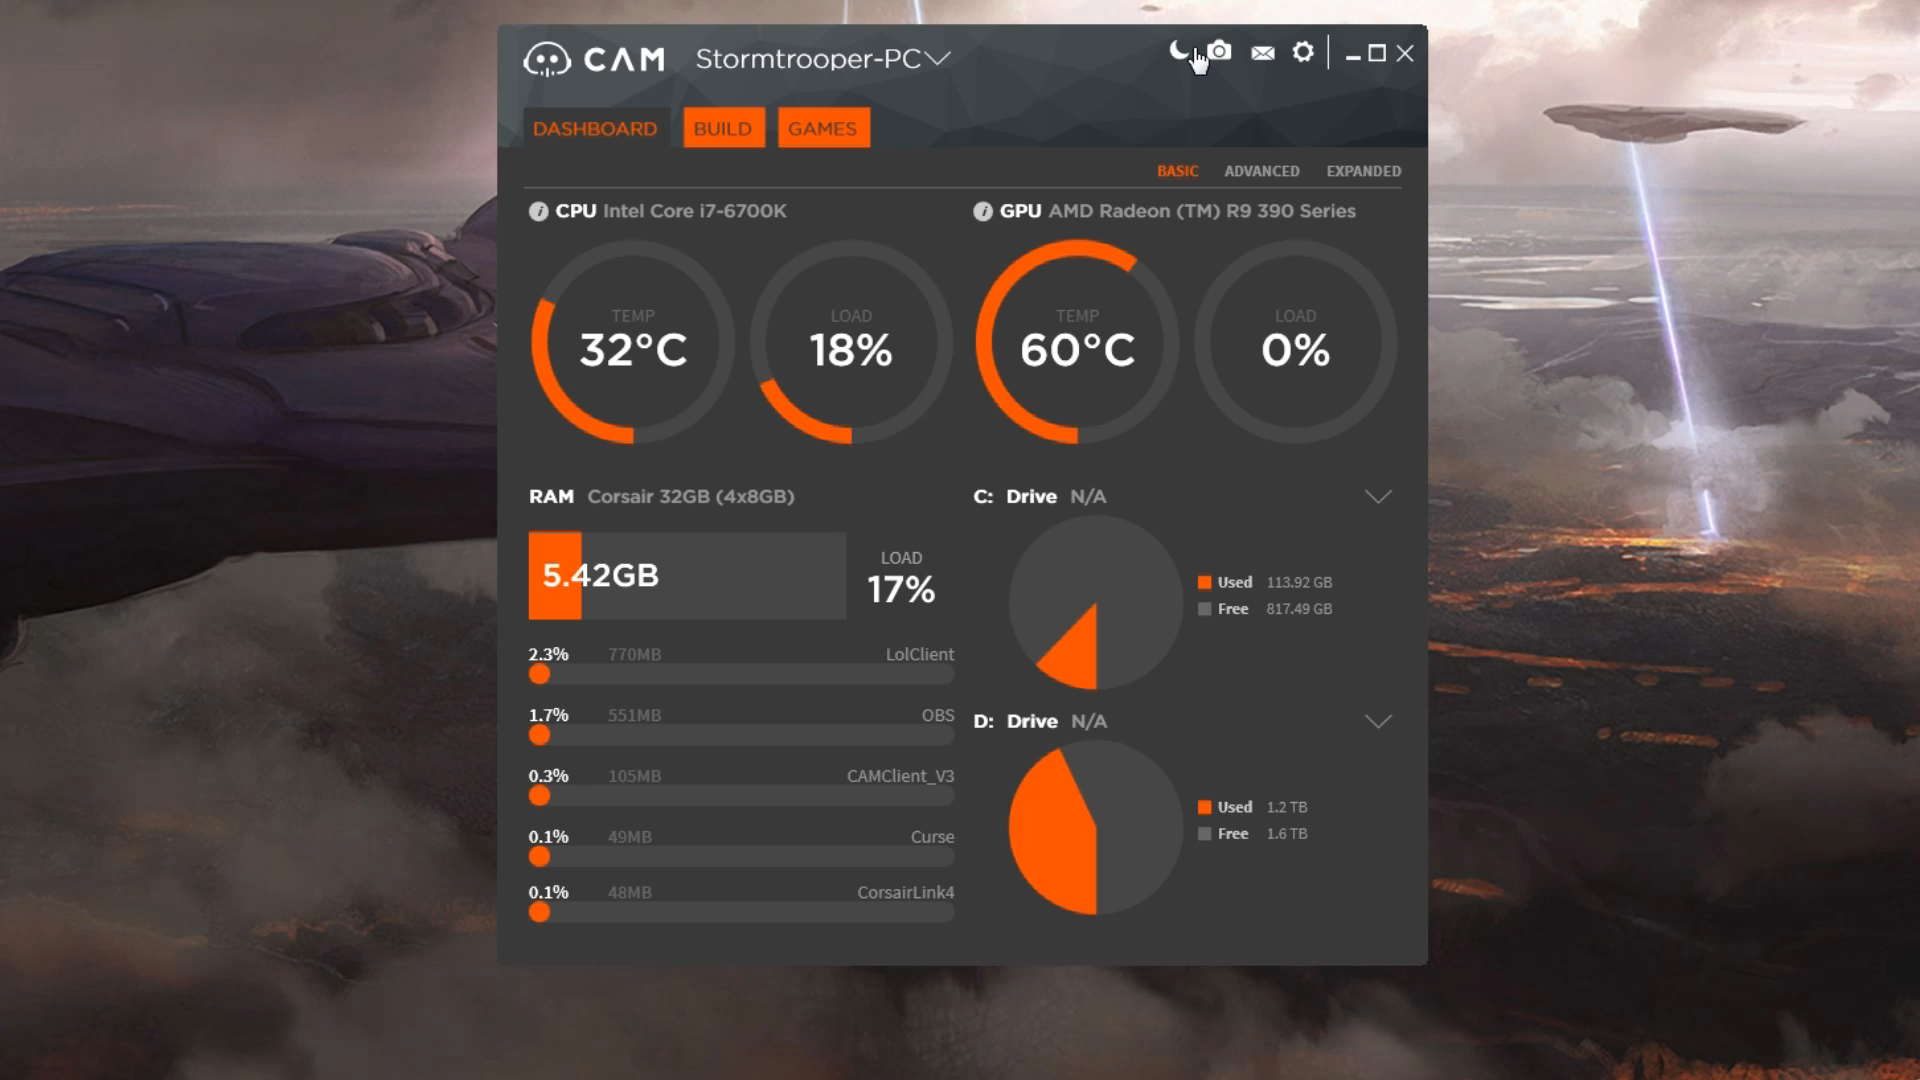 CAM Stormtrooper-PC
DASHBOARD BUILD GAMES
BASIC ADVANCED EXPANDED
i CPU Intel Core i7-6700K
TEMP
32°C
LOAD
18%
i GPU AMD Radeon (TM) R9 390 Series
TEMP
60°C
LOAD
0%
RAM Corsair 32GB (4x8GB)
5.42GB
LOAD
17%
2.3% 770MB LolClient
1.7% 551MB OBS
0.3% 105MB CAMClient_V3
0.1% 49MB Curse
0.1% 48MB CorsairLink4
C: Drive N/A
Used 113.92 GB
Free 817.49 GB
D: Drive N/A
Used 1.2 TB
Free 1.6 TB